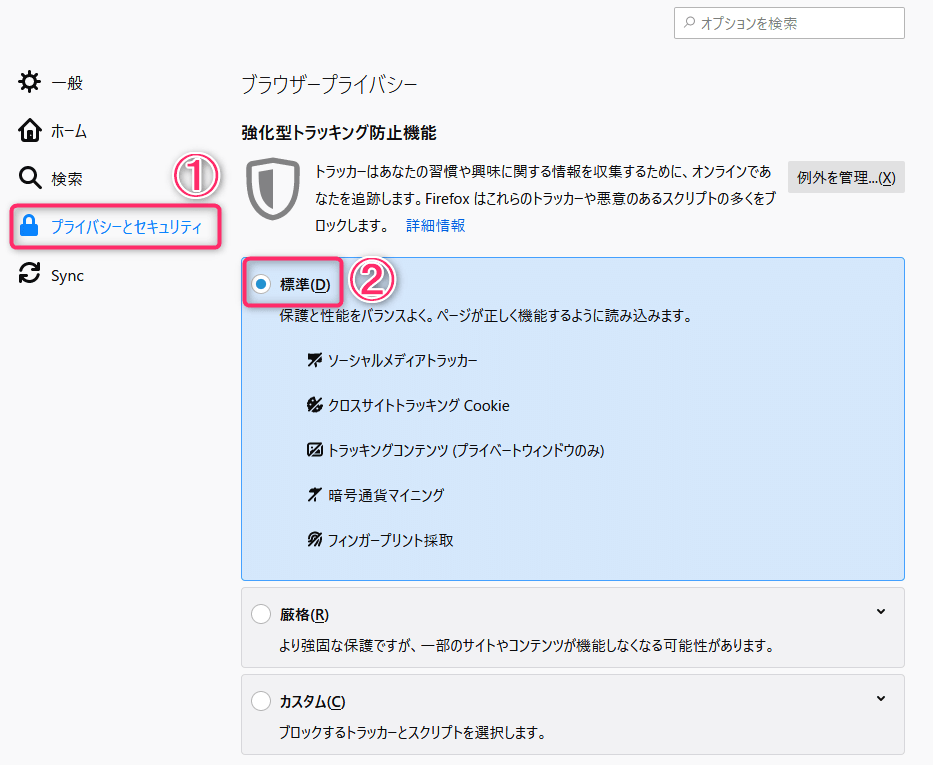 オプションを検索
一般
ホーム
検索
①
プライバシーとセキュリティ
Sync
ブラウザープライバシー
強化型トラッキング防止機能
トラッカーはあなたの習慣や興味に関する情報を収集するために、オンラインであ
なたを追跡します。Firefox はこれらのトラッカーや悪意のあるスクリプトの多くをブ
ロックします。 詳細情報
例外を管理...(X)
標準(D)
②
保護と性能をバランスよく。ページが正しく機能するように読み込みます。
ソーシャルメディアトラッカー
クロスサイトトラッキング Cookie
トラッキングコンテンツ (プライベートウィンドウのみ)
暗号通貨マイニング
フィンガープリント採取
厳格(R)
より強固な保護ですが、一部のサイトやコンテンツが機能しなくなる可能性があります。
カスタム(C)
ブロックするトラッカーとスクリプトを選択します。